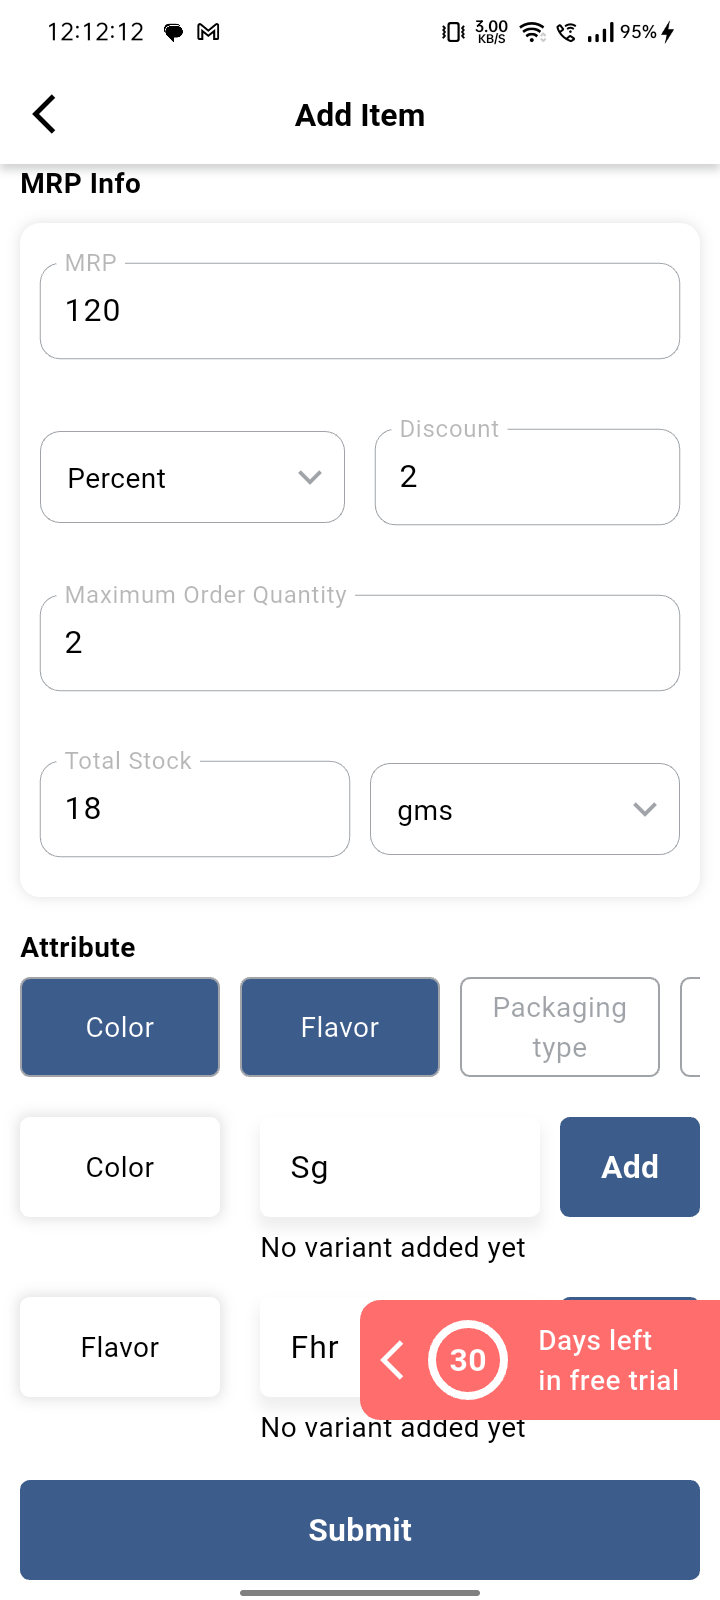 12:12:12
3.00
KB/S
95%
Add Item
MRP Info
MRP
120
Percent
Discount
2
Maximum Order Quantity
2
Total Stock
18
gms
Attribute
Color
Flavor
Packaging
type
Color
Sg
Add
No variant added yet
Flavor
Fhr
30
Days left
in free trial
No variant added yet
Submit